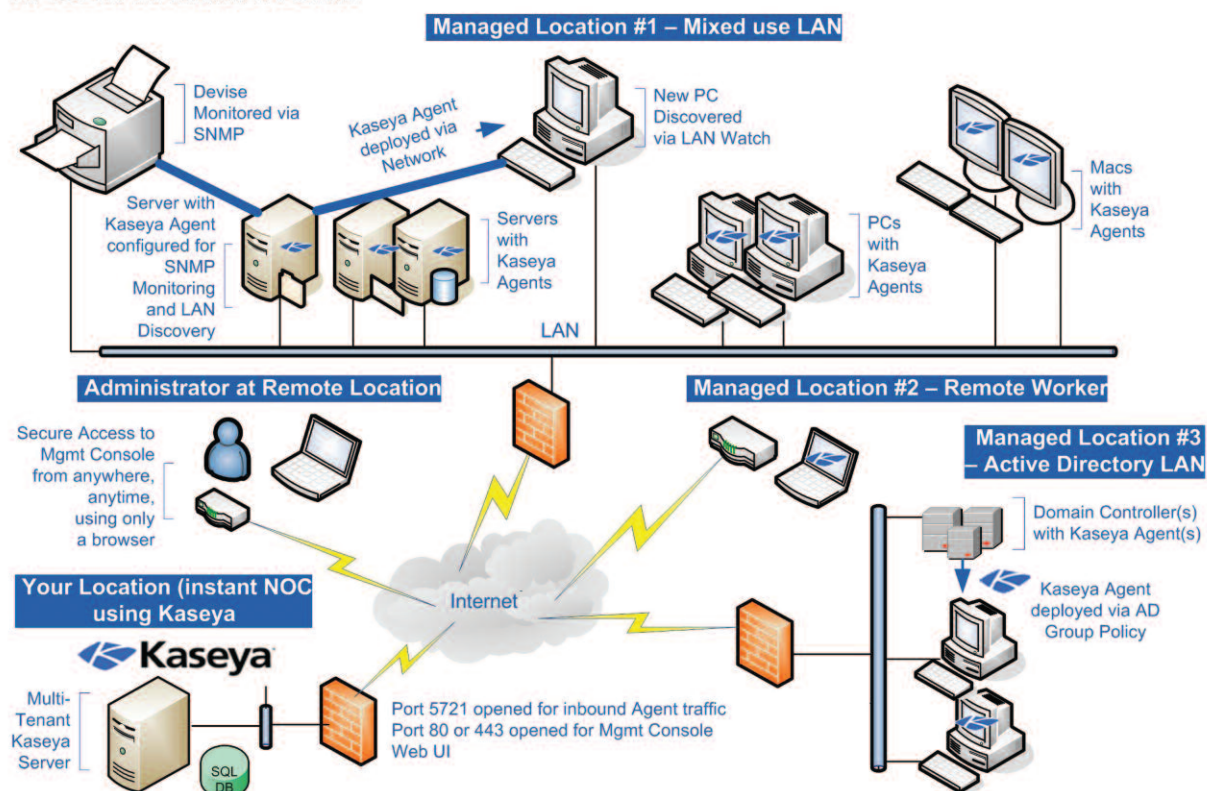 Managed Location #1 – Mixed use LAN
Devise
Monitored via
SNMP
Kaseya Agent
deployed via
Network
New PC
Discovered
via LAN Watch
Macs
with
Kaseya
Agents
Server with
Kaseya Agent
configured for
SNMP
Monitoring
and LAN
Discovery
Servers
with
Kaseya
Agents
PCs
with
Kaseya
Agents
LAN
Administrator at Remote Location
Secure Access to
Mgmt Console
from anywhere,
anytime,
using only
a browser
Managed Location #2 – Remote Worker
Managed Location #3
– Active Directory LAN
Domain Controller(s)
with Kaseya Agent(s)
Kaseya Agent
deployed via AD
Group Policy
Internet
Your Location (instant NOC
using Kaseya
Kaseya
Multi-
Tenant
Kaseya
Server
SQL
DB
Port 5721 opened for inbound Agent traffic
Port 80 or 443 opened for Mgmt Console
Web UI